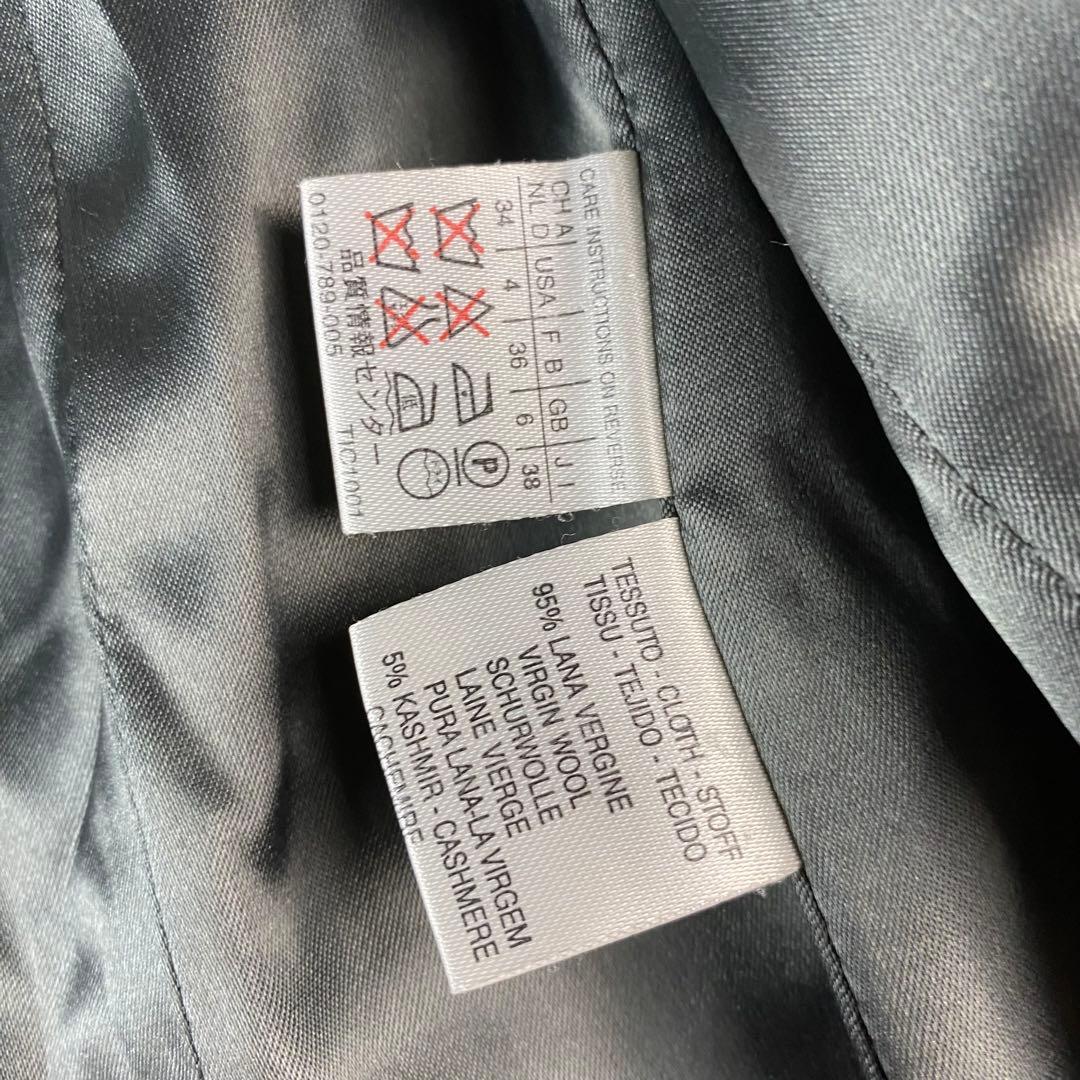 CARE INSTRUCTIONS ON REVERSE
CH A | USA | F | GB | J I
NL D | | B | |
34 | 4 | 36 | 6 | 38
P
品質情報センター
0120-789-005 TIC1004
TESSUTO - CLOTH - STOFF
TISSU - TEJIDO - TECIDO
95% LANA VERGINE
VIRGIN WOOL
SCHURWOLLE
LAINE VIERGE
PURA LANA-LA VIRGEM
5% KASHMIR - CASHMERE
CACHEMIRE